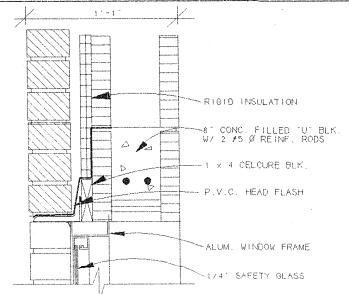 1'-1"
RIGID INSULATION
8" CONC. FILLED "U" BLK.
W/ 2 #5 Ø REINF. RODS
1 x 4 CELCURE BLK.
P.V.C. HEAD FLASH
ALUM. WINDOW FRAME
1/4" SAFETY GLASS